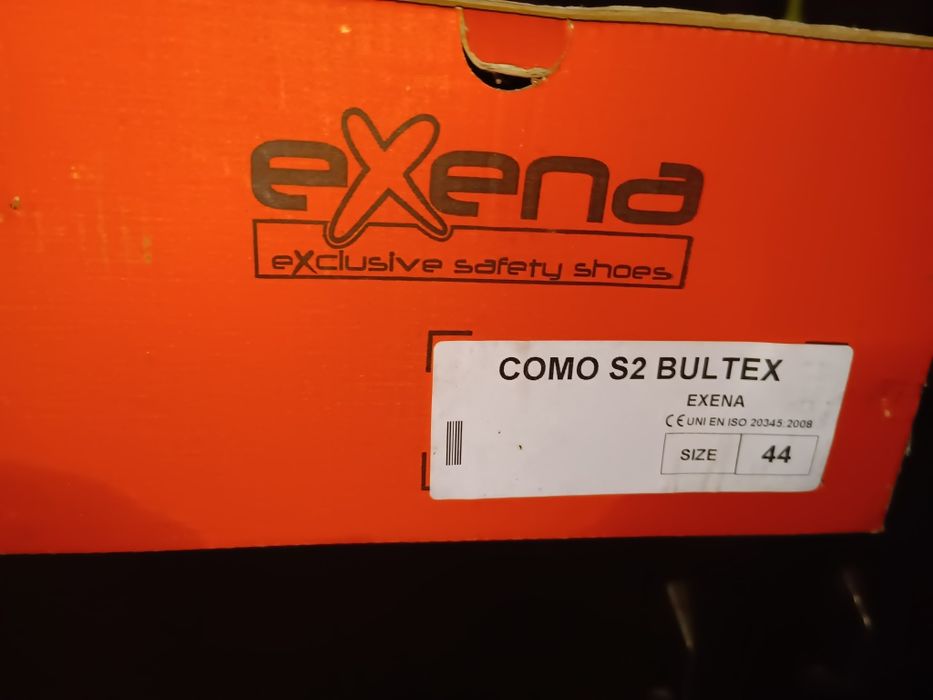 exena
eXclusive safety shoes
COMO S2 BULTEX
EXENA
CE UNI EN ISO 20345:2008
SIZE 44